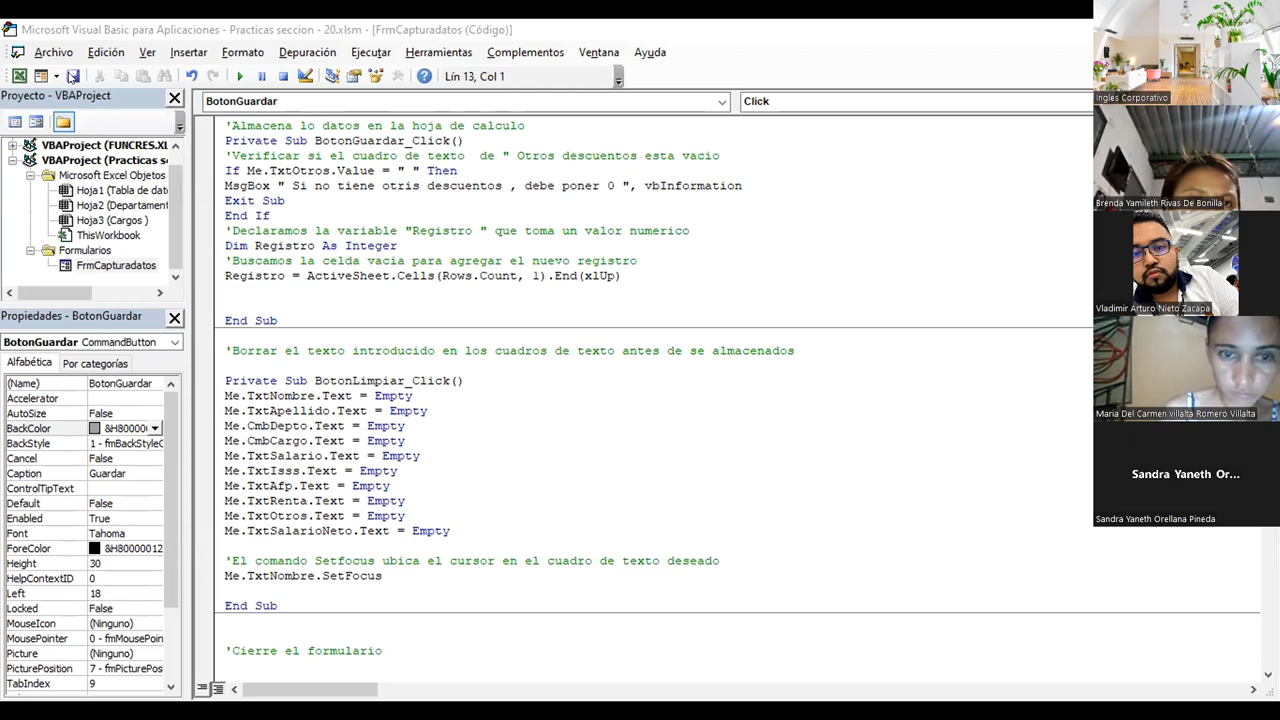 Microsoft Visual Basic para Aplicaciones - Practicas seccion - 20.xlsm - [FrmCapturadatos (Código)]
Archivo Edición Ver Insertar Formato Depuración Ejecutar Herramientas Complementos Ventana Ayuda
Lín 13, Col 1
Proyecto - VBAProject
VBAProject (FUNCRES.XL
VBAProject (Practicas s
Microsoft Excel Objetos
Hoja1 (Tabla de dat
Hoja2 (Departament
Hoja3 (Cargos )
ThisWorkbook
Formularios
FrmCapturadatos
Propiedades - BotonGuardar
BotonGuardar CommandButton
Alfabética Por categorías
(Name) BotonGuardar
Accelerator
AutoSize False
BackColor &H80000
BackStyle 1 - fmBackStyleO
Cancel False
Caption Guardar
ControlTipText
Default False
Enabled True
Font Tahoma
ForeColor &H80000012
Height 30
HelpContextID 0
Left 18
Locked False
MouseIcon (Ninguno)
MousePointer 0 - fmMousePoin
Picture (Ninguno)
PicturePosition 7 - fmPicturePos
TabIndex 9
BotonGuardar Click
'Almacena lo datos en la hoja de calculo
Private Sub BotonGuardar_Click()
'Verificar si el cuadro de texto de " Otros descuentos esta vacio
If Me.TxtOtros.Value = " " Then
MsgBox " Si no tiene otris descuentos , debe poner 0 ", vbInformation
Exit Sub
End If
'Declaramos la variable "Registro " que toma un valor numerico
Dim Registro As Integer
'Buscamos la celda vacia para agregar el nuevo registro
Registro = ActiveSheet.Cells(Rows.Count, 1).End(xlUp)
End Sub
'Borrar el texto introducido en los cuadros de texto antes de se almacenados
Private Sub BotonLimpiar_Click()
Me.TxtNombre.Text = Empty
Me.TxtApellido.Text = Empty
Me.CmbDepto.Text = Empty
Me.CmbCargo.Text = Empty
Me.TxtSalario.Text = Empty
Me.TxtIsss.Text = Empty
Me.TxtAfp.Text = Empty
Me.TxtRenta.Text = Empty
Me.TxtOtros.Text = Empty
Me.TxtSalarioNeto.Text = Empty
'El comando Setfocus ubica el cursor en el cuadro de texto deseado
Me.TxtNombre.SetFocus
End Sub
'Cierre el formulario
Ingles Corporativo
Brenda Yamileth Rivas De Bonilla
Vladimir Arturo Nieto Zacapa
Maria Del Carmen villalta Romero Villalta
Sandra Yaneth Or...
Sandra Yaneth Orellana Pineda